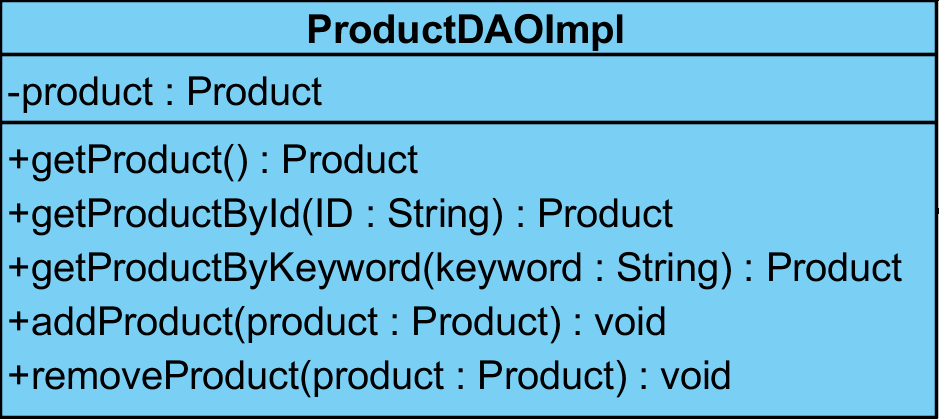 ProductDAOImpl
-product : Product
+getProduct() : Product
+getProductById(ID : String) : Product
+getProductByKeyword(keyword : String) : Product
+addProduct(product : Product) : void
+removeProduct(product : Product) : void